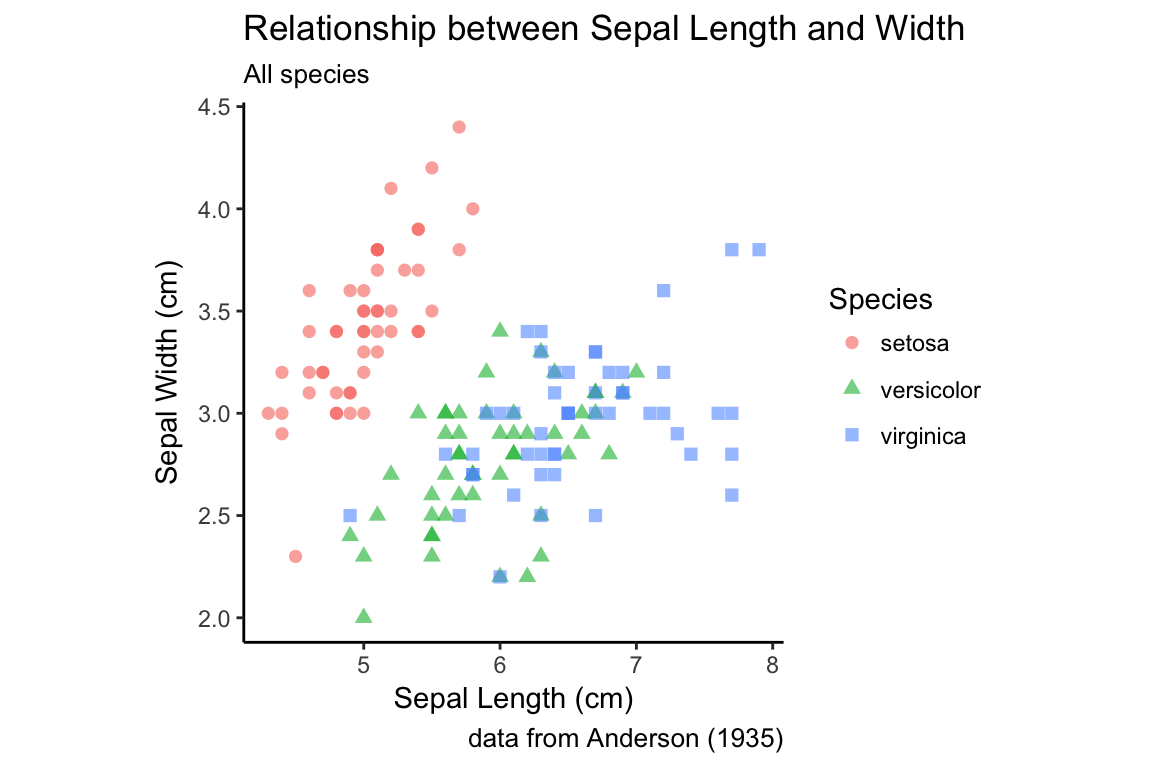 Relationship between Sepal Length and Width
All species
4.5
4.0
3.5
3.0
2.5
2.0
Sepal Width (cm)
5 6 7 8
Sepal Length (cm)
data from Anderson (1935)
Species
setosa
versicolor
virginica